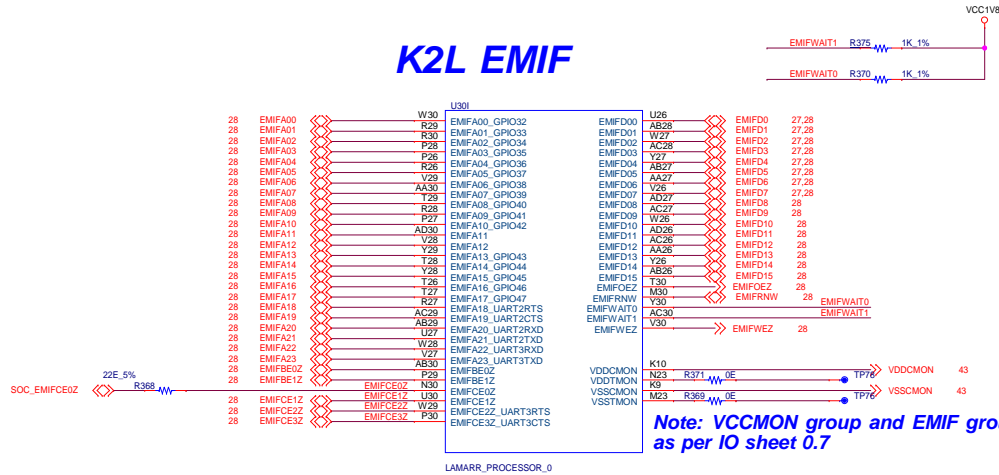 VCC1V8
K2L EMIF
EMIFWAIT1 R375 1K_1%
EMIFWAIT0 R370 1K_1%
U30I
28 EMIFA00 W30 EMIFA00_GPIO32 EMIFD00 U26 EMIFD0 27,28
28 EMIFA01 R29 EMIFA01_GPIO33 EMIFD01 AB28 EMIFD1 27,28
28 EMIFA02 R30 EMIFA02_GPIO34 EMIFD02 W27 EMIFD2 27,28
28 EMIFA03 P28 EMIFA03_GPIO35 EMIFD03 AC28 EMIFD3 27,28
28 EMIFA04 P26 EMIFA04_GPIO36 EMIFD04 Y27 EMIFD4 27,28
28 EMIFA05 R26 EMIFA05_GPIO37 EMIFD05 AB27 EMIFD5 27,28
28 EMIFA06 V29 EMIFA06_GPIO38 EMIFD06 AA27 EMIFD6 27,28
28 EMIFA07 AA30 EMIFA07_GPIO39 EMIFD07 V26 EMIFD7 27,28
28 EMIFA08 T29 EMIFA08_GPIO40 EMIFD08 AD27 EMIFD8 28
28 EMIFA09 R28 EMIFA09_GPIO41 EMIFD09 AC27 EMIFD9 28
28 EMIFA10 P27 EMIFA10_GPIO42 EMIFD10 W26 EMIFD10 28
28 EMIFA11 AD30 EMIFA11 EMIFD11 AD26 EMIFD11 28
28 EMIFA12 V28 EMIFA12 EMIFD12 AC26 EMIFD12 28
28 EMIFA13 Y29 EMIFA13_GPIO43 EMIFD13 AA26 EMIFD13 28
28 EMIFA14 T28 EMIFA14_GPIO44 EMIFD14 Y26 EMIFD14 28
28 EMIFA15 Y28 EMIFA15_GPIO45 EMIFD15 AB26 EMIFD15 28
28 EMIFA16 T26 EMIFA16_GPIO46 EMIFOEZ T30 EMIFOEZ 28
28 EMIFA17 T27 EMIFA17_GPIO47 EMIFRNW M30 EMIFRNW 28
28 EMIFA18 R27 EMIFA18_UART2RTS EMIFWAIT0 Y30 EMIFWAIT0
28 EMIFA19 AC29 EMIFA19_UART2CTS EMIFWAIT1 AC30 EMIFWAIT1
28 EMIFA20 AB29 EMIFA20_UART2RXD EMIFWEZ V30 EMIFWEZ 28
28 EMIFA21 U27 EMIFA21_UART2TXD
28 EMIFA22 W28 EMIFA22_UART3RXD
28 EMIFA23 V27 EMIFA23_UART3TXD
28 EMIFBE0Z AB30 EMIFBE0Z VDDCMON K10 VDDCMON 43
28 EMIFBE1Z P29 EMIFBE1Z VDDTMON N23 R371 0E TP76
SOC_EMIFCE0Z 22E_5% R368 EMIFCE0Z N30 EMIFCE0Z VSSCMON K9 VSSCMON 43
28 EMIFCE1Z EMIFCE1Z U30 EMIFCE1Z VSSTMON M23 R369 0E TP76
28 EMIFCE2Z EMIFCE2Z W29 EMIFCE2Z_UART3RTS
28 EMIFCE3Z EMIFCE3Z P30 EMIFCE3Z_UART3CTS
Note: VCCMON group and EMIF gro
as per IO sheet 0.7
LAMARR_PROCESSOR_0